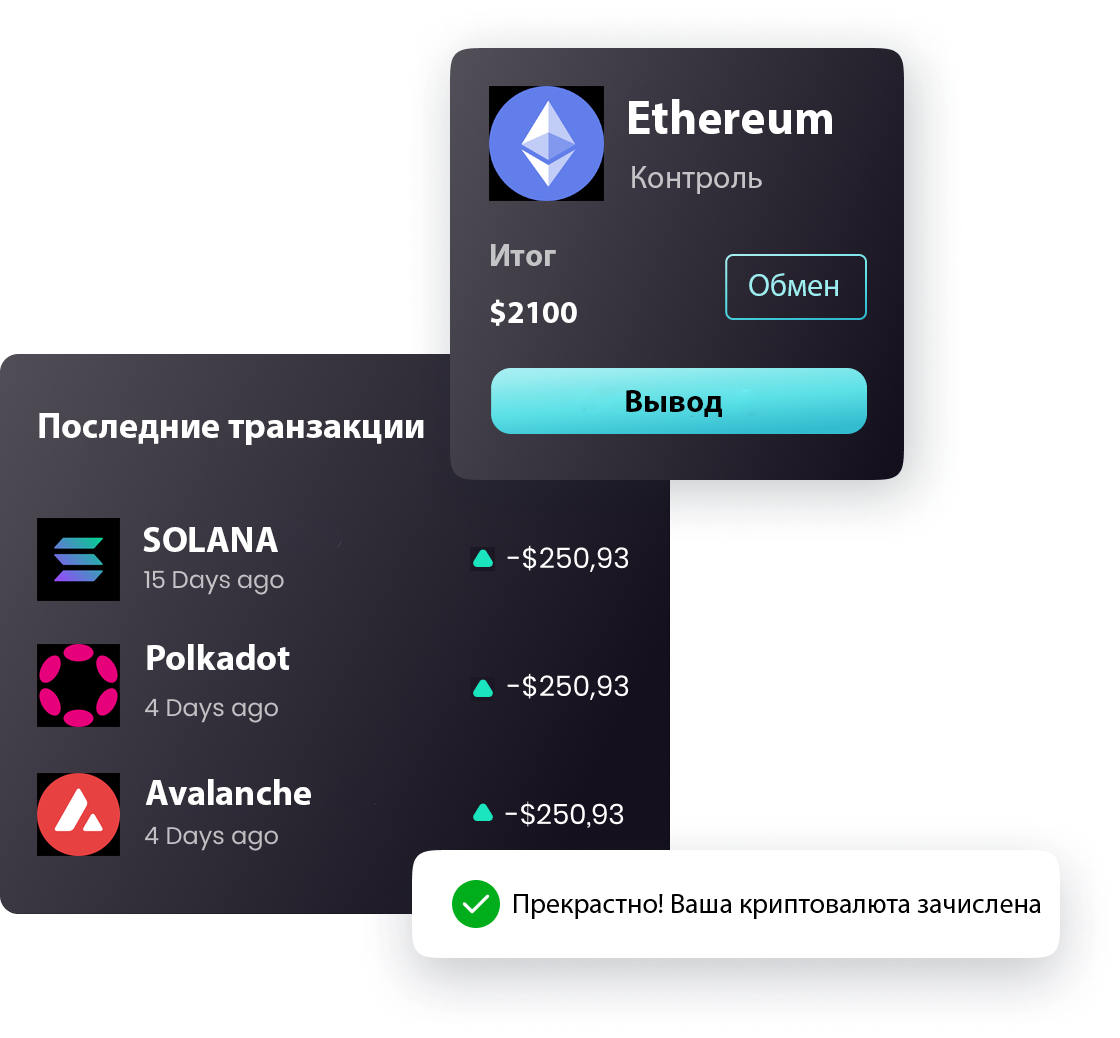 Ethereum
Контроль
Итог
$2100
Обмен
Вывод
Последние транзакции
SOLANA
15 Days ago
-$250,93
Polkadot
4 Days ago
-$250,93
Avalanche
4 Days ago
-$250,93
Прекрастно! Ваша криптовалюта зачислена